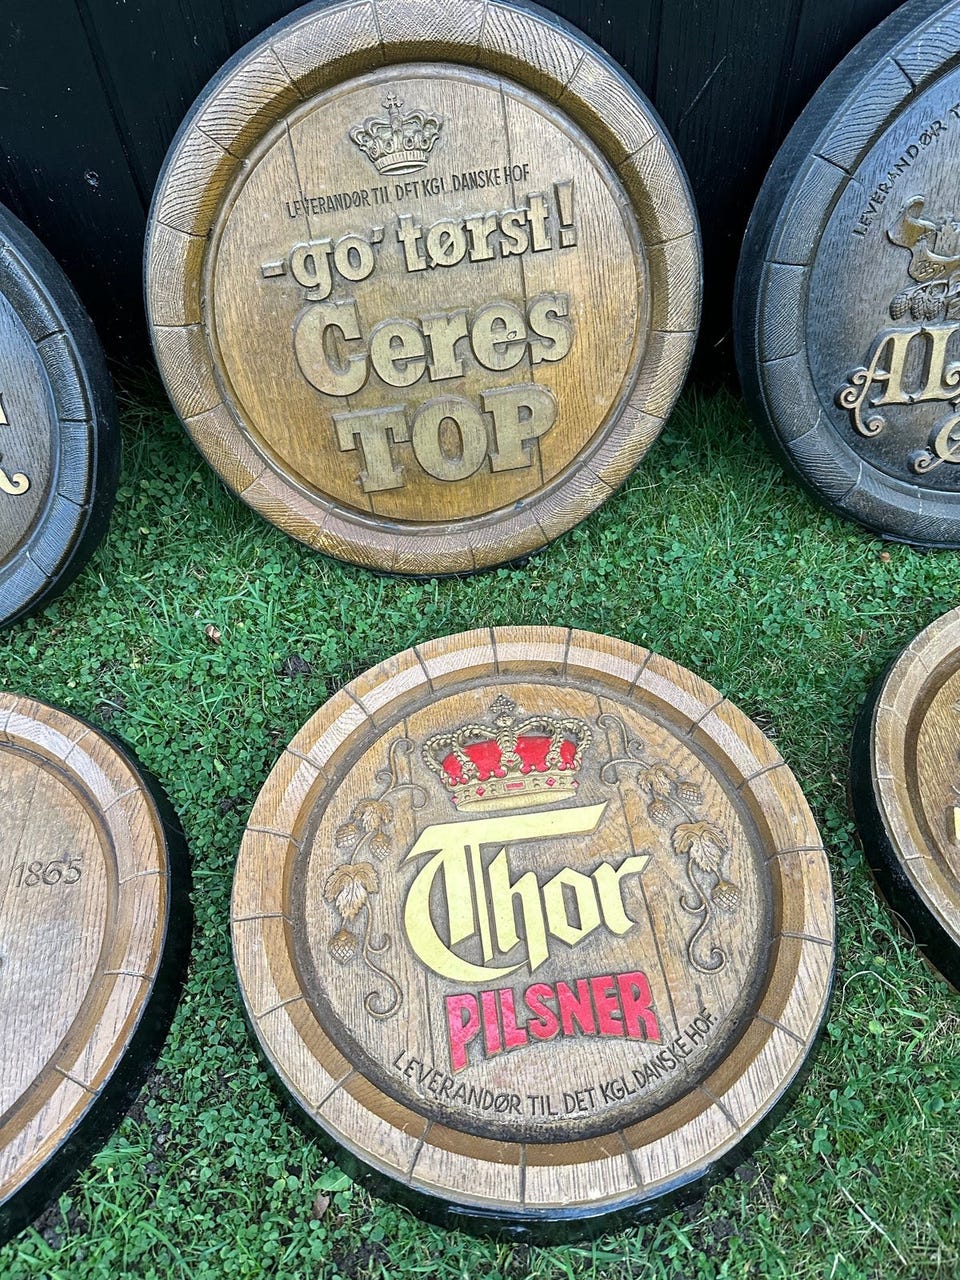 LEVERANDØR TIL DET KGL. DANSKE HOF
-go' tørst!
Ceres
TOP
LEVERANDØR
1865
Thor
PILSNER
LEVERANDØR TIL DET KGL. DANSKE HOF.